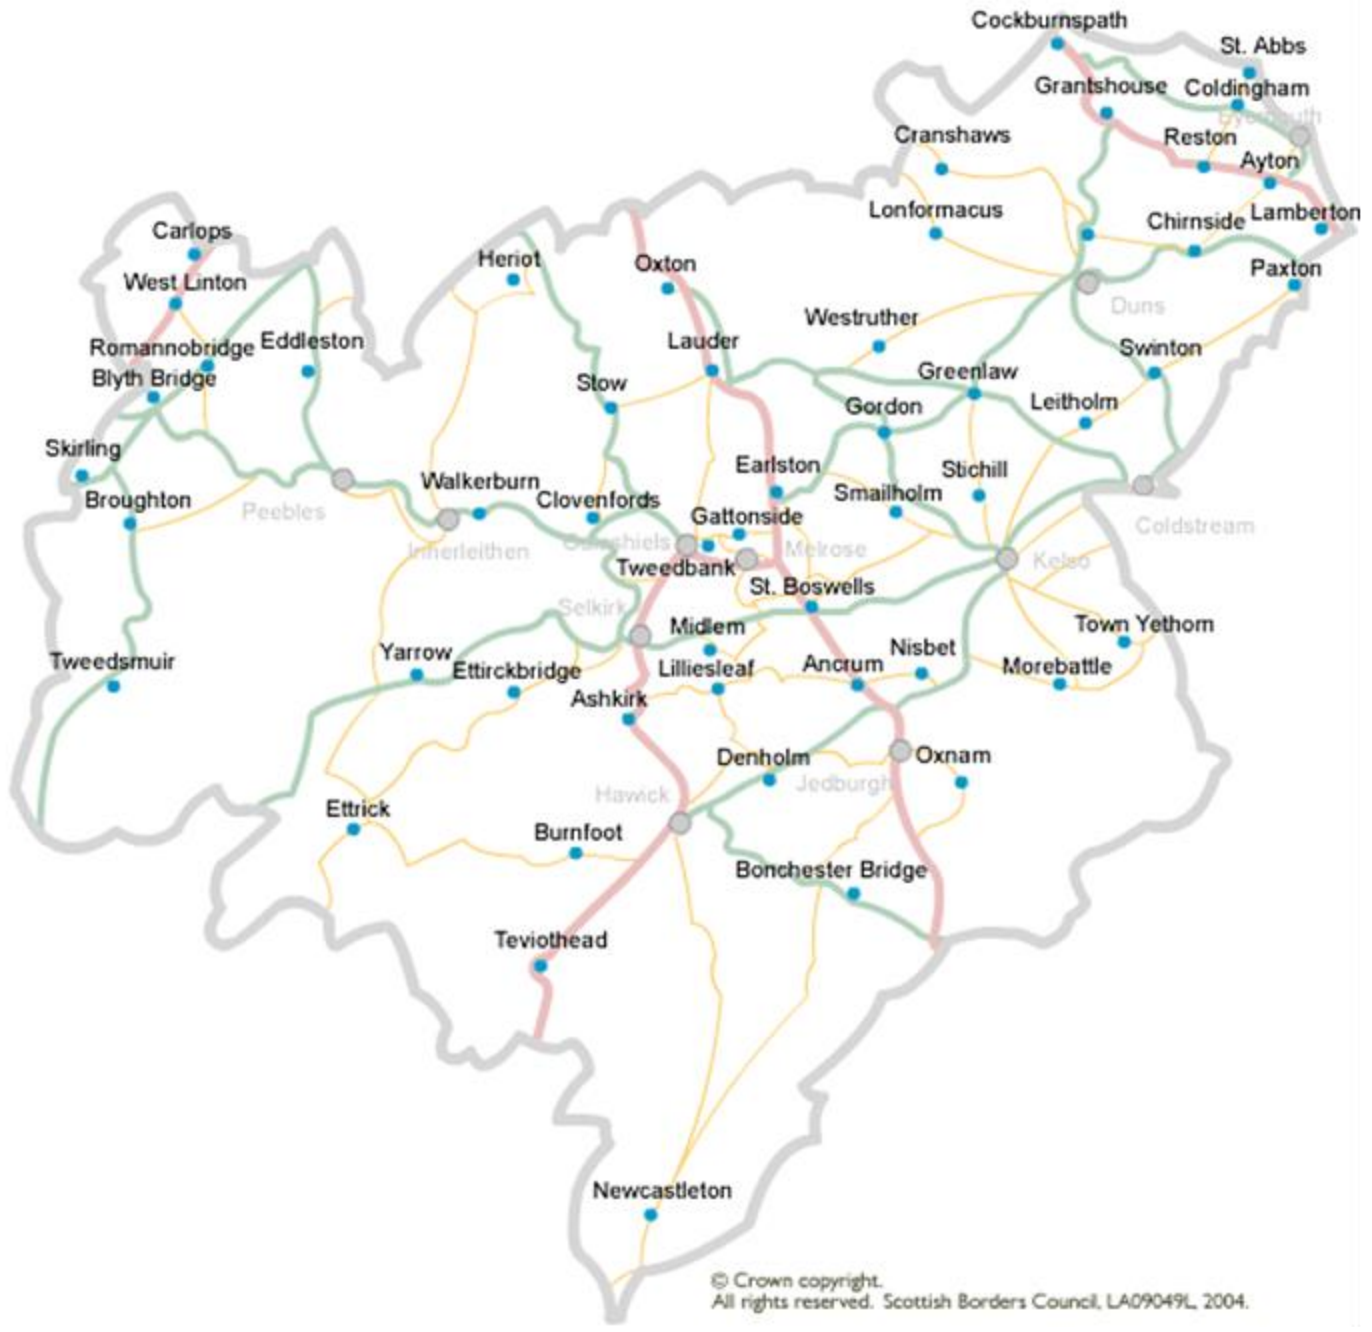 Cockburnspath
St. Abbs
Grantshouse
Coldingham
Eyemouth
Cranshaws
Reston
Ayton
Lonformacus
Chirnside
Lamberton
Carlops
Heriot
Oxton
Paxton
West Linton
Duns
Westruther
Romannobridge
Eddleston
Lauder
Swinton
Blyth Bridge
Stow
Greenlaw
Gordon
Leitholm
Skirling
Earlston
Stichill
Walkerburn
Broughton
Clovenfords
Smailholm
Peebles
Gattonside
Coldstream
Innerleithen
Galashiels
Melrose
Tweedbank
Kelso
St. Boswells
Selkirk
Midlem
Town Yethom
Tweedsmuir
Yarrow
Nisbet
Ettirckbridge
Lilliesleaf
Ancrum
Morebattle
Ashkirk
Denholm
Oxnam
Jedburgh
Hawick
Ettrick
Burnfoot
Bonchester Bridge
Teviothead
Newcastleton
© Crown copyright.
All rights reserved. Scottish Borders Council, LA09049L, 2004.